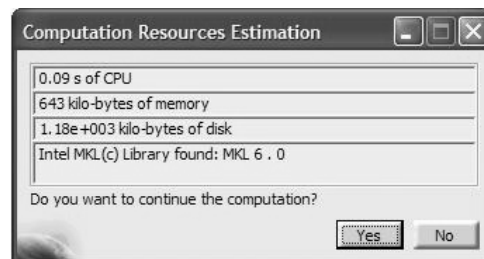 Computation Resources Estimation
0.09 s of CPU
643 kilo-bytes of memory
1.18e+003 kilo-bytes of disk
Intel MKL(c) Library found: MKL 6 . 0
Do you want to continue the computation?
Yes No